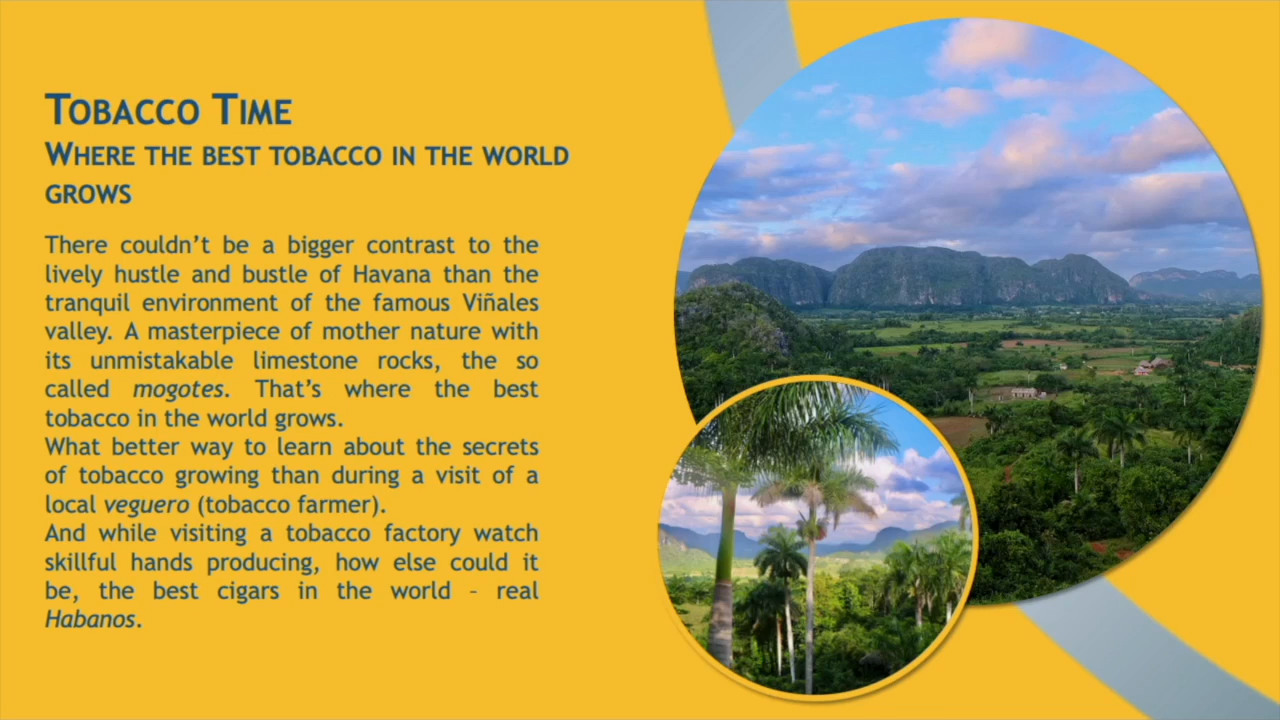 TOBACCO TIME
WHERE THE BEST TOBACCO IN THE WORLD
GROWS
There couldn't be a bigger contrast to the
lively hustle and bustle of Havana than the
tranquil environment of the famous Viñales
valley. A masterpiece of mother nature with
its unmistakable limestone rocks, the so
called mogotes. That's where the best
tobacco in the world grows.
What better way to learn about the secrets
of tobacco growing than during a visit of a
local veguero (tobacco farmer).
And while visiting a tobacco factory watch
skillful hands producing, how else could it
be, the best cigars in the world – real
Habanos.